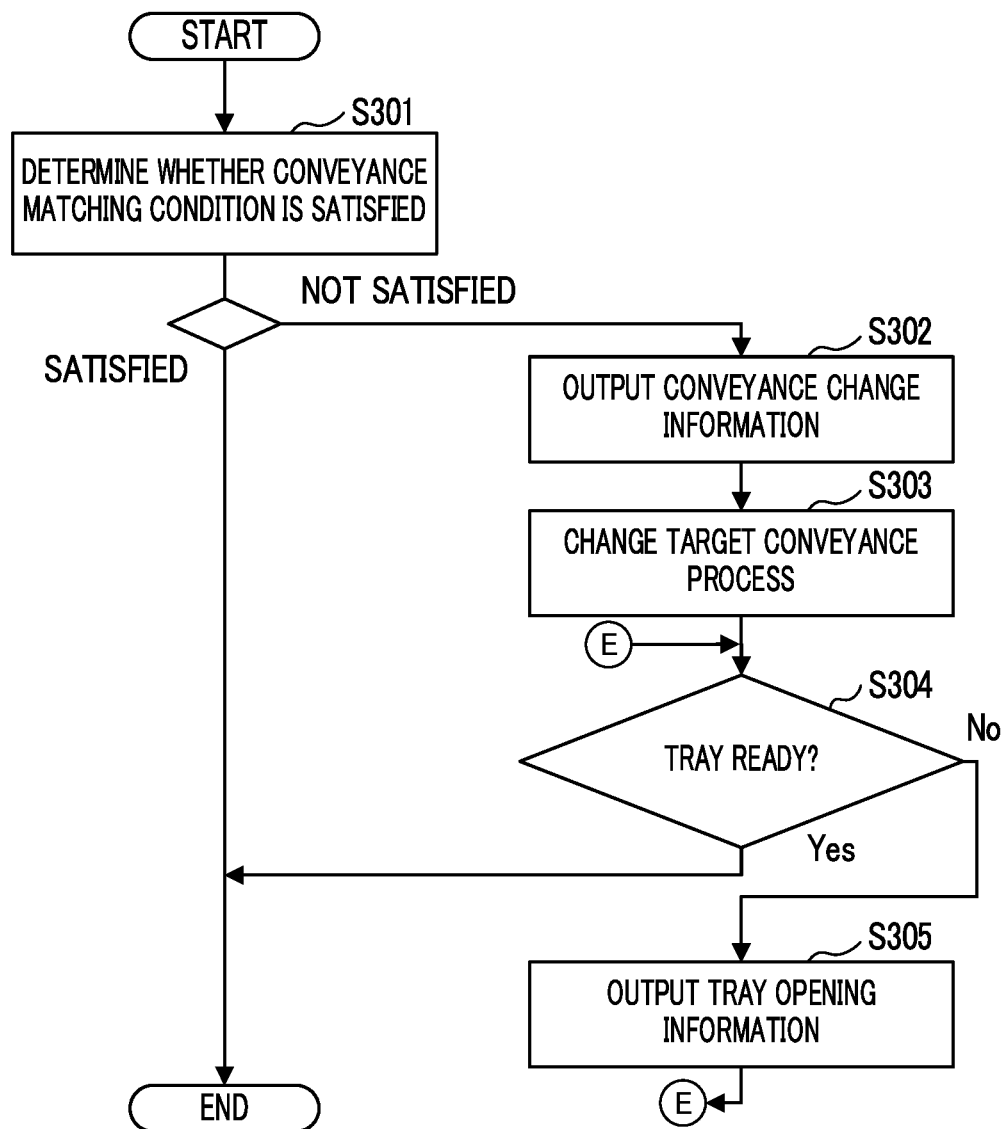 START
S301
DETERMINE WHETHER CONVEYANCE
MATCHING CONDITION IS SATISFIED
NOT SATISFIED
SATISFIED
S302
OUTPUT CONVEYANCE CHANGE
INFORMATION
S303
CHANGE TARGET CONVEYANCE
PROCESS
E
S304
TRAY READY?
No
Yes
S305
OUTPUT TRAY OPENING
INFORMATION
E
END